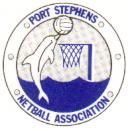 PORT STEPHENS
NETBALL ASSOCIATION